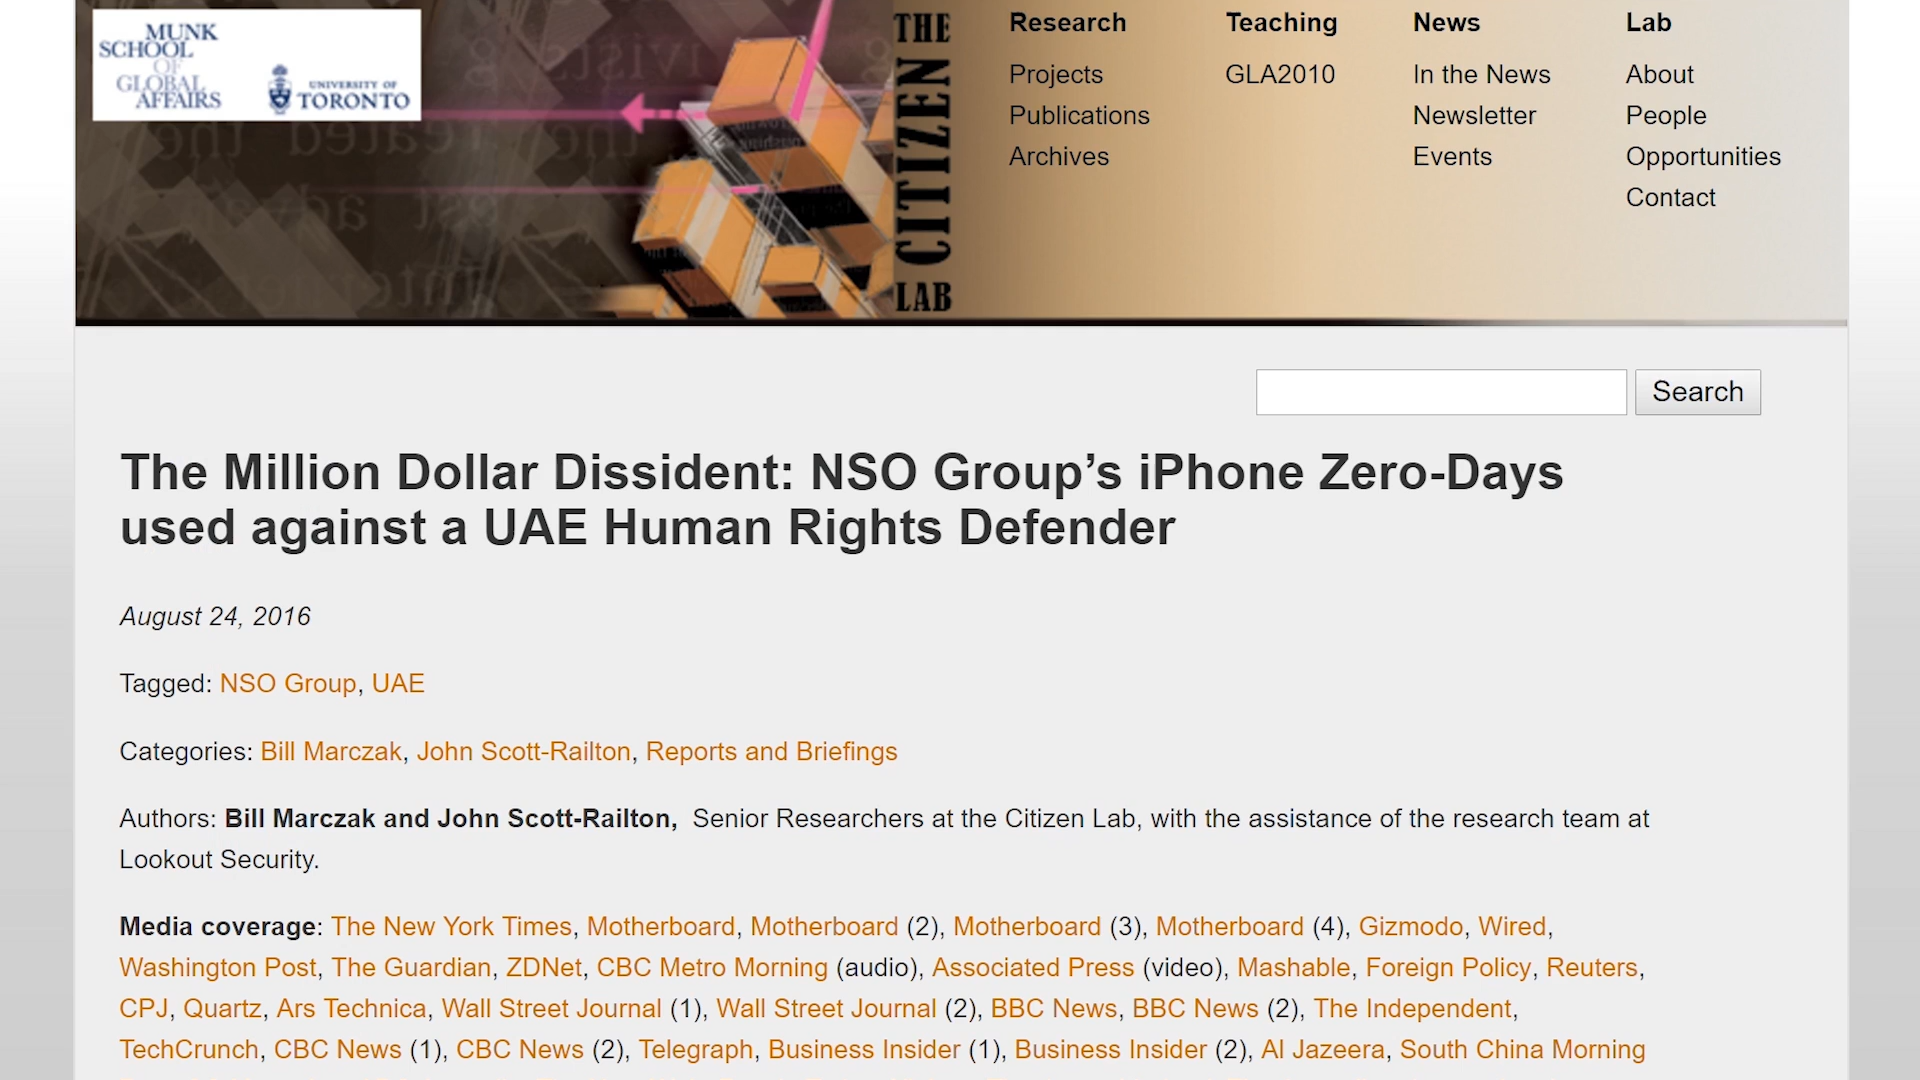 MUNK
SCHOOL
OF
GLOBAL
AFFAIRS
UNIVERSITY OF
TORONTO
THE CITIZEN LAB
Research
Projects
Publications
Archives
Teaching
GLA2010
News
In the News
Newsletter
Events
Lab
About
People
Opportunities
Contact
Search
The Million Dollar Dissident: NSO Group’s iPhone Zero-Days
used against a UAE Human Rights Defender
August 24, 2016
Tagged: NSO Group, UAE
Categories: Bill Marczak, John Scott-Railton, Reports and Briefings
Authors: Bill Marczak and John Scott-Railton, Senior Researchers at the Citizen Lab, with the assistance of the research team at
Lookout Security.
Media coverage: The New York Times, Motherboard, Motherboard (2), Motherboard (3), Motherboard (4), Gizmodo, Wired,
Washington Post, The Guardian, ZDNet, CBC Metro Morning (audio), Associated Press (video), Mashable, Foreign Policy, Reuters,
CPJ, Quartz, Ars Technica, Wall Street Journal (1), Wall Street Journal (2), BBC News, BBC News (2), The Independent,
TechCrunch, CBC News (1), CBC News (2), Telegraph, Business Insider (1), Business Insider (2), Al Jazeera, South China Morning